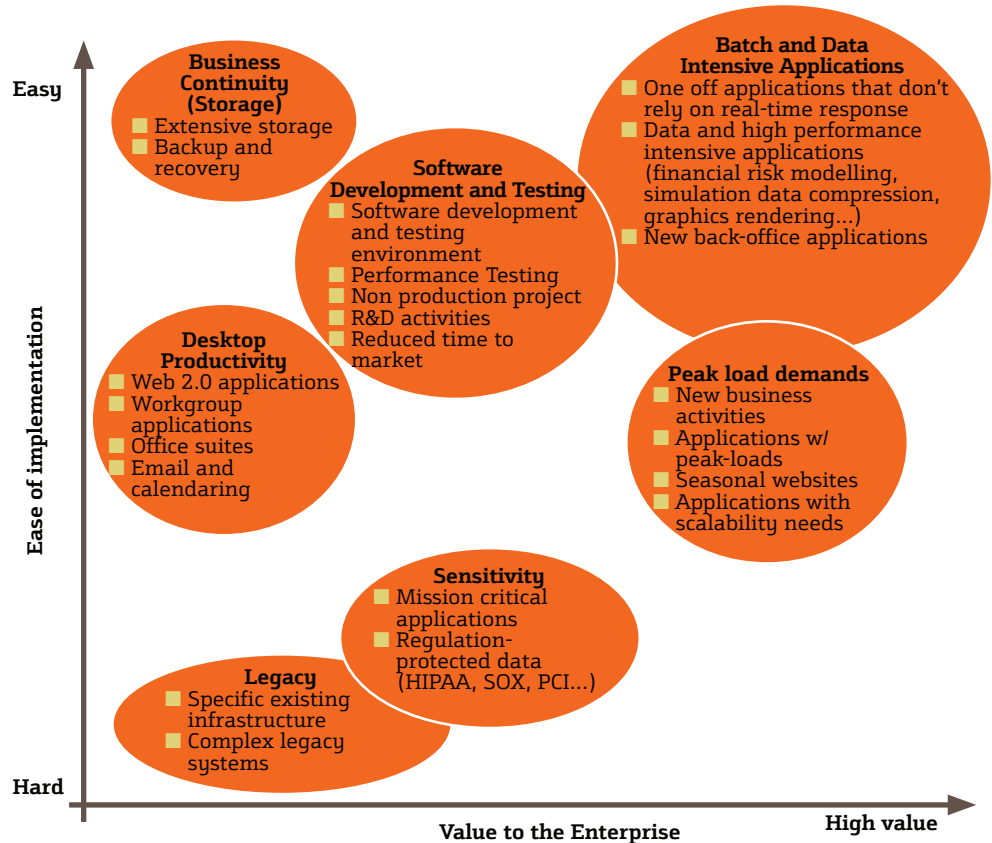 Easy
Business
Continuity
(Storage)
Extensive storage
Backup and
recovery
Batch and Data
Intensive Applications
One off applications that don't
rely on real-time response
Data and high performance
intensive applications
(financial risk modelling,
simulation data compression,
graphics rendering...)
New back-office applications
Software
Development and Testing
Software development
and testing
environment
Performance Testing
Non production project
R&D activities
Reduced time to
market
Desktop
Productivity
Web 2.0 applications
Workgroup
applications
Office suites
Email and
calendaring
Peak load demands
New business
activities
Applications w/
peak-loads
Seasonal websites
Applications with
scalability needs
Ease of implementation
Sensitivity
Mission critical
applications
Regulation-
protected data
(HIPAA, SOX, PCI...)
Legacy
Specific existing
infrastructure
Complex legacy
systems
Hard
Value to the Enterprise
High value